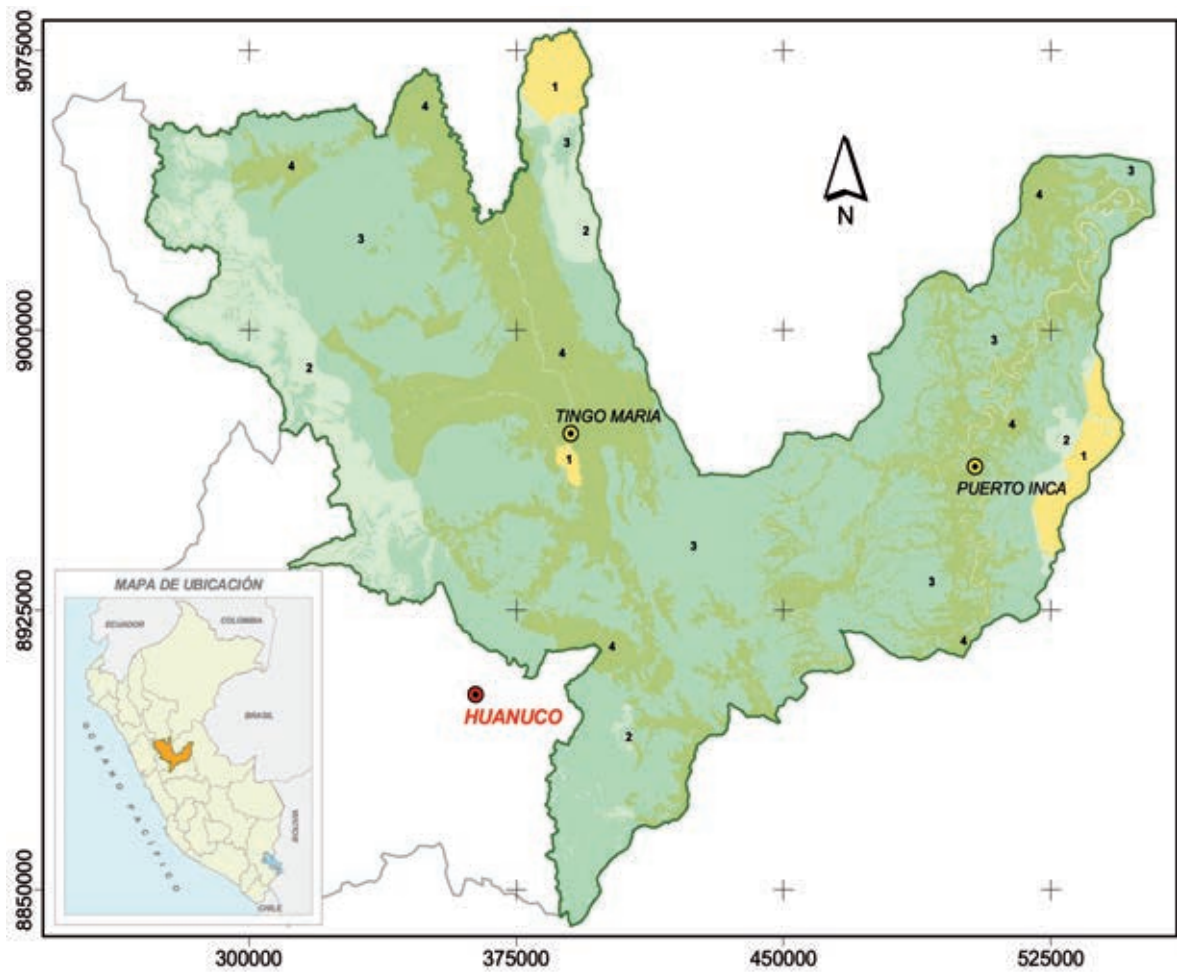 9075000
9000000
8925000
8850000
300000
375000
450000
525000
1
4
3
4
3
4
3
2
N
3
2
4
3
TINGO MARIA
4
2
1
1
PUERTO INCA
3
3
4
4
HUANUCO
2
MAPA DE UBICACIÓN
ECUADOR
COLOMBIA
BRASIL
OCÉANO PACÍFICO
BOLIVIA
CHILE